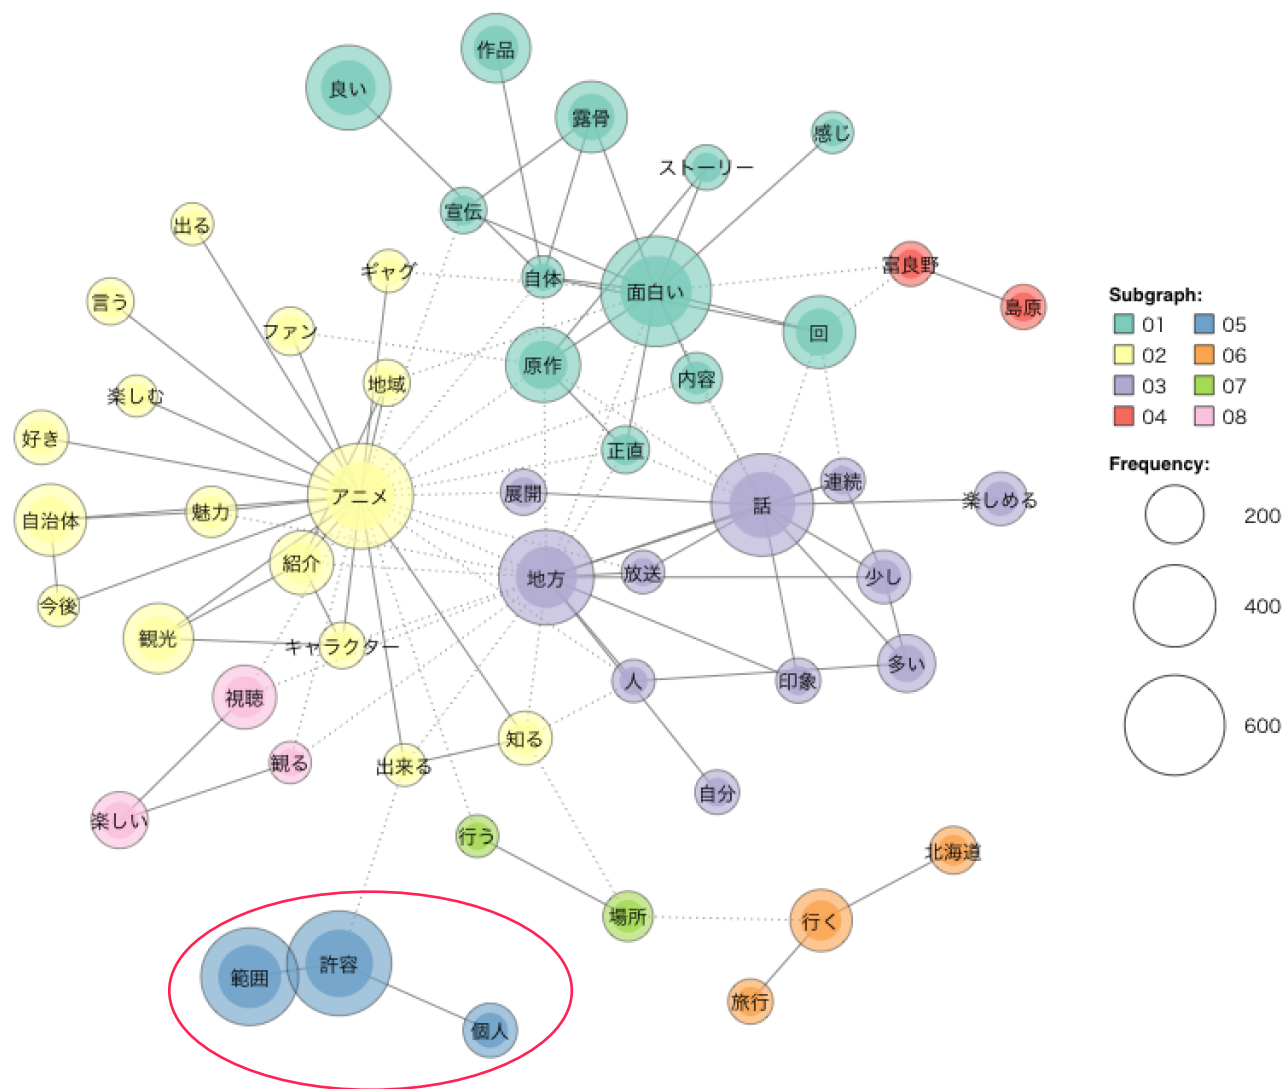 作品
良い
露骨
感じ
ストーリー
宣伝
出る
富良野
ギャグ
自体
面白い
言う
島原
ファン
回
原作
内容
地域
楽しむ
好き
正直
連続
展開
アニメ
楽しめる
話
魅力
自治体
紹介
放送
地方
少し
今後
観光
キャラクター
多い
人
印象
視聴
知る
観る
出来る
自分
楽しい
行う
北海道
場所
行く
許容
範囲
旅行
個人
Subgraph:
01 05
02 06
03 07
04 08
Frequency:
200
400
600